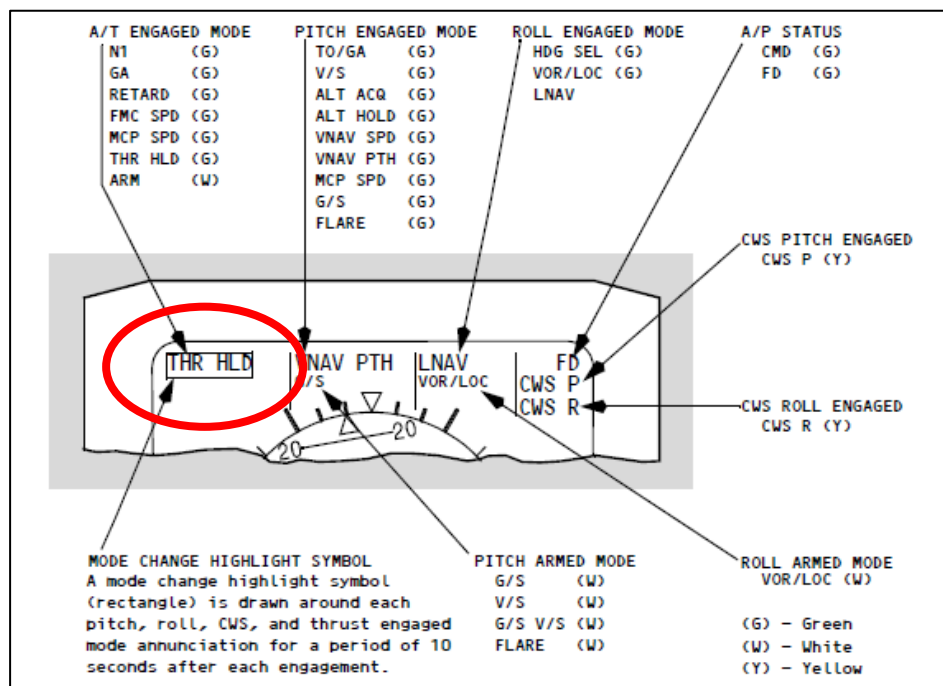 A/T ENGAGED MODE
N1 (G)
GA (G)
RETARD (G)
FMC SPD (G)
MCP SPD (G)
THR HLD (G)
ARM (W)
PITCH ENGAGED MODE
TO/GA (G)
V/S (G)
ALT ACQ (G)
ALT HOLD (G)
VNAV SPD (G)
VNAV PTH (G)
MCP SPD (G)
G/S (G)
FLARE (G)
ROLL ENGAGED MODE
HDG SEL (G)
VOR/LOC (G)
LNAV
A/P STATUS
CMD (G)
FD (G)
CWS PITCH ENGAGED
CWS P (Y)
THR HLD
VNAV PTH
G/S
LNAV
VOR/LOC
FD
CWS P
CWS R
20 20
CWS ROLL ENGAGED
CWS R (Y)
MODE CHANGE HIGHLIGHT SYMBOL
A mode change highlight symbol
(rectangle) is drawn around each
pitch, roll, CWS, and thrust engaged
mode annunciation for a period of 10
seconds after each engagement.
PITCH ARMED MODE
G/S (W)
V/S (W)
G/S V/S (W)
FLARE (W)
ROLL ARMED MODE
VOR/LOC (W)
(G) – Green
(W) – White
(Y) – Yellow